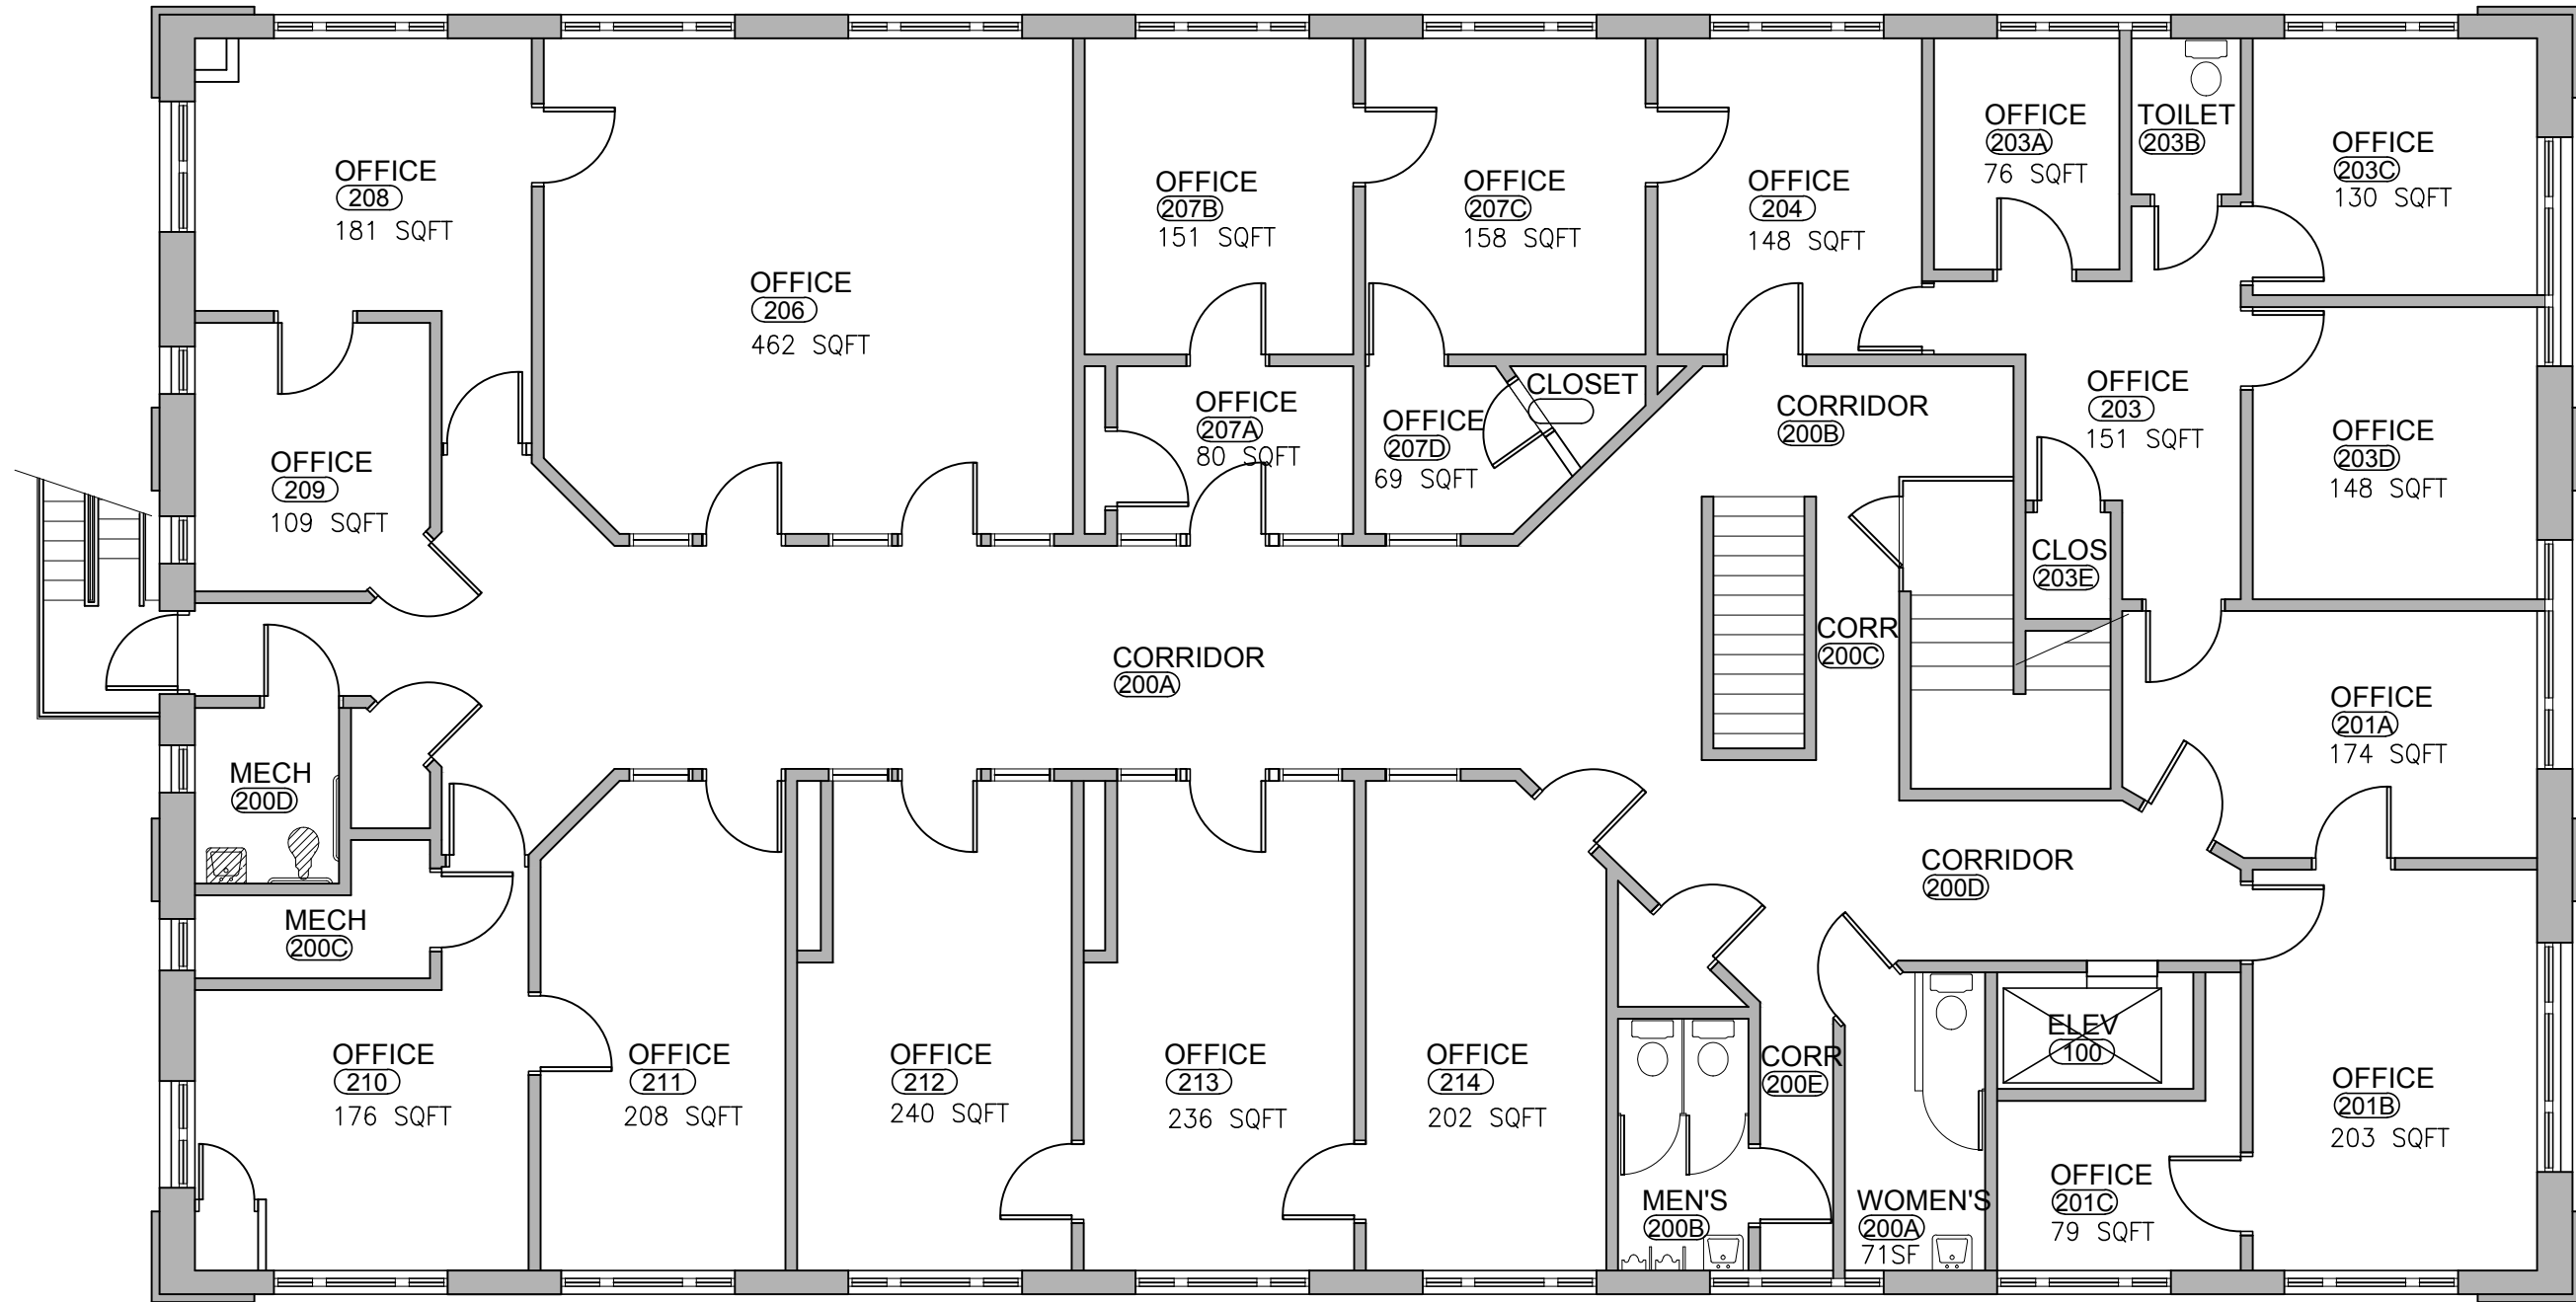 OFFICE
208
181 SQFT
OFFICE
206
462 SQFT
OFFICE
207B
151 SQFT
OFFICE
207C
158 SQFT
OFFICE
204
148 SQFT
OFFICE
203A
76 SQFT
TOILET
203B
OFFICE
203C
130 SQFT
OFFICE
209
109 SQFT
OFFICE
207A
80 SQFT
OFFICE
207D
69 SQFT
CLOSET
CORRIDOR
200B
OFFICE
203
151 SQFT
OFFICE
203D
148 SQFT
CLOS
203E
CORRIDOR
200A
CORR
200C
OFFICE
201A
174 SQFT
MECH
200D
MECH
200C
CORRIDOR
200D
OFFICE
210
176 SQFT
OFFICE
211
208 SQFT
OFFICE
212
240 SQFT
OFFICE
213
236 SQFT
OFFICE
214
202 SQFT
CORR
200E
ELEV
100
OFFICE
201B
203 SQFT
MEN'S
200B
WOMEN'S
200A
71SF
OFFICE
201C
79 SQFT